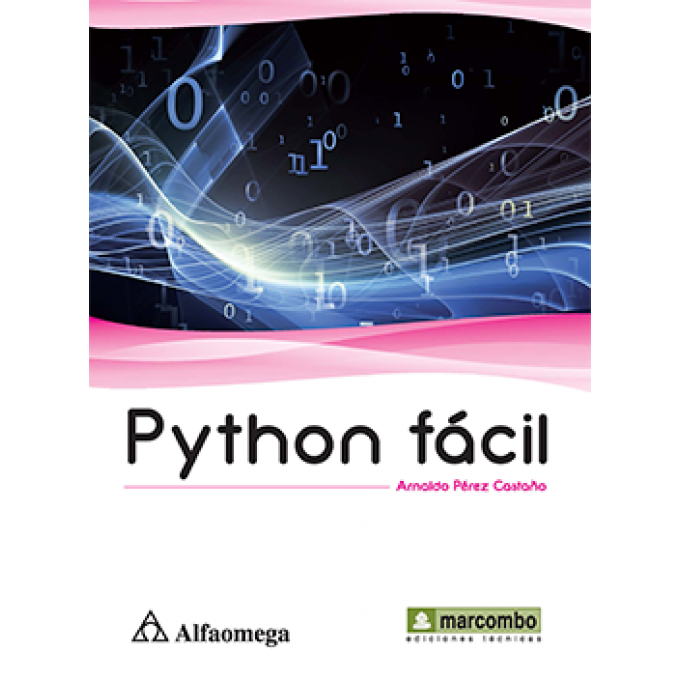 Python fácil
Arnaldo Pérez Castaño
Alfaomega
marcombo
ediciones técnicas